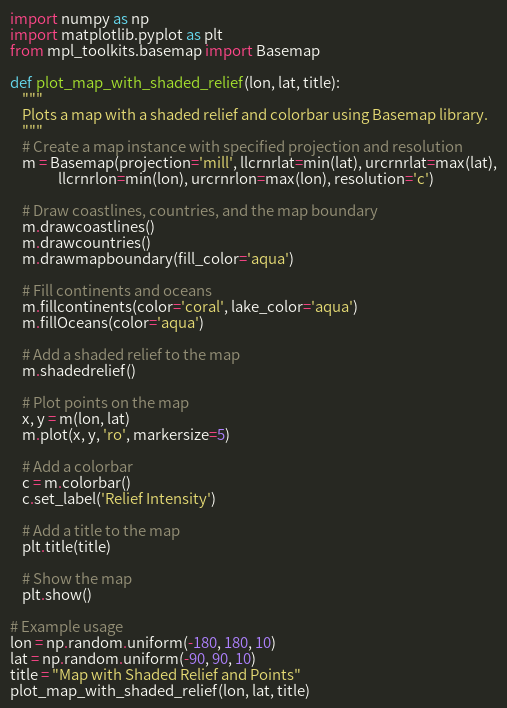 import numpy as np
import matplotlib.pyplot as plt
from mpl_toolkits.basemap import Basemap

def plot_map_with_shaded_relief(lon, lat, title):
    """
    Plots a map with a shaded relief and colorbar using Basemap library.
    """
    # Create a map instance with specified projection and resolution
    m = Basemap(projection='mill', llcrnrlat=min(lat), urcrnrlat=max(lat),
                llcrnrlon=min(lon), urcrnrlon=max(lon), resolution='c')

    # Draw coastlines, countries, and the map boundary
    m.drawcoastlines()
    m.drawcountries()
    m.drawmapboundary(fill_color='aqua')

    # Fill continents and oceans
    m.fillcontinents(color='coral', lake_color='aqua')
    m.fillOceans(color='aqua')

    # Add a shaded relief to the map
    m.shadedrelief()

    # Plot points on the map
    x, y = m(lon, lat)
    m.plot(x, y, 'ro', markersize=5)

    # Add a colorbar
    c = m.colorbar()
    c.set_label('Relief Intensity')

    # Add a title to the map
    plt.title(title)

    # Show the map
    plt.show()

# Example usage
lon = np.random.uniform(-180, 180, 10)
lat = np.random.uniform(-90, 90, 10)
title = "Map with Shaded Relief and Points"
plot_map_with_shaded_relief(lon, lat, title)